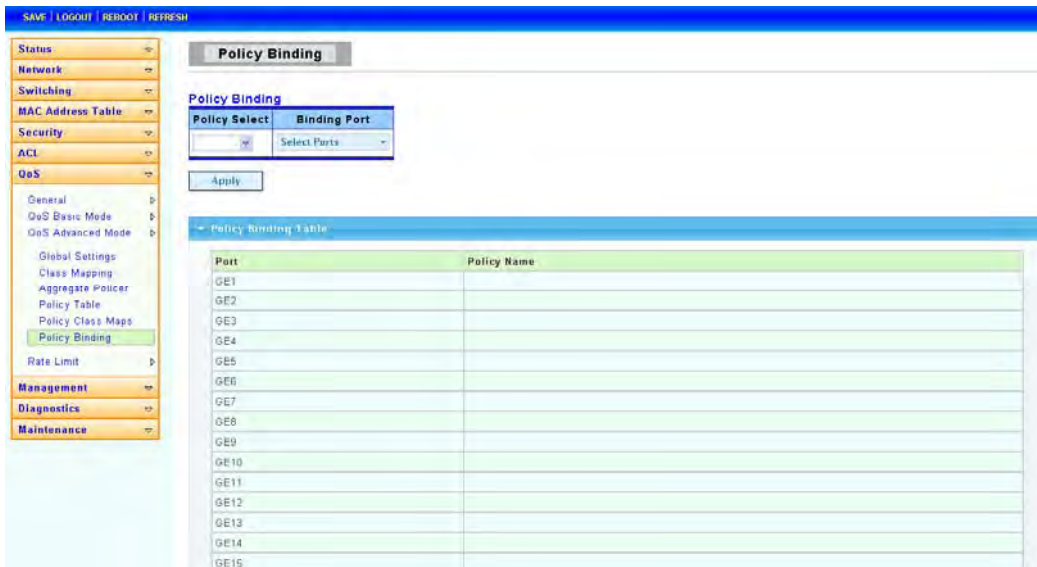 SAVE | LOGOUT | REBOOT | REFRESH
Status
Network
Switching
MAC Address Table
Security
ACL
QoS
General
QoS Basic Mode
QoS Advanced Mode
Global Settings
Class Mapping
Aggregate Policer
Policy Table
Policy Class Maps
Policy Binding
Rate Limit
Management
Diagnostics
Maintenance
Policy Binding
Policy Binding
Policy Select Binding Port
Select Ports
Apply
Policy Binding Table
Port Policy Name
GE1
GE2
GE3
GE4
GE5
GE6
GE7
GE8
GE9
GE10
GE11
GE12
GE13
GE14
GE15